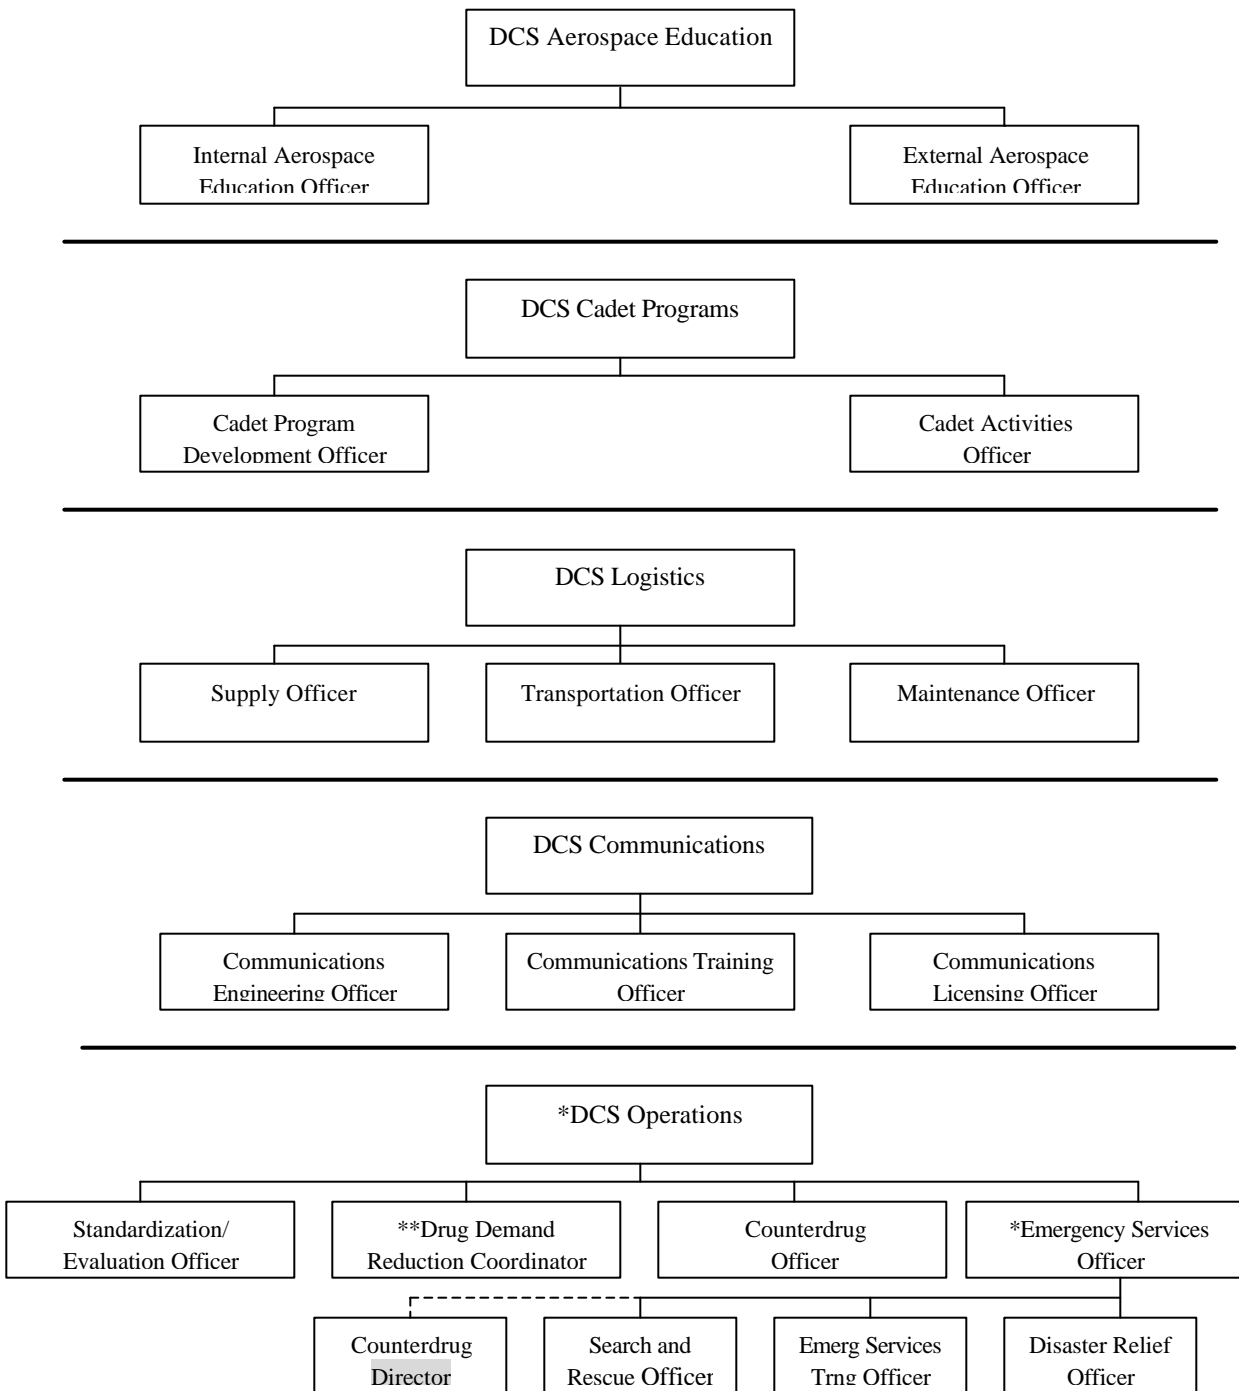 DCS Aerospace Education
Internal Aerospace
Education Officer
External Aerospace
Education Officer
DCS Cadet Programs
Cadet Program
Development Officer
Cadet Activities
Officer
DCS Logistics
Supply Officer
Transportation Officer
Maintenance Officer
DCS Communications
Communications
Engineering Officer
Communications Training
Officer
Communications
Licensing Officer
*DCS Operations
Standardization/
Evaluation Officer
**Drug Demand
Reduction Coordinator
Counterdrug
Officer
*Emergency Services
Officer
Counterdrug
Director
Search and
Rescue Officer
Emerg Services
Trng Officer
Disaster Relief
Officer